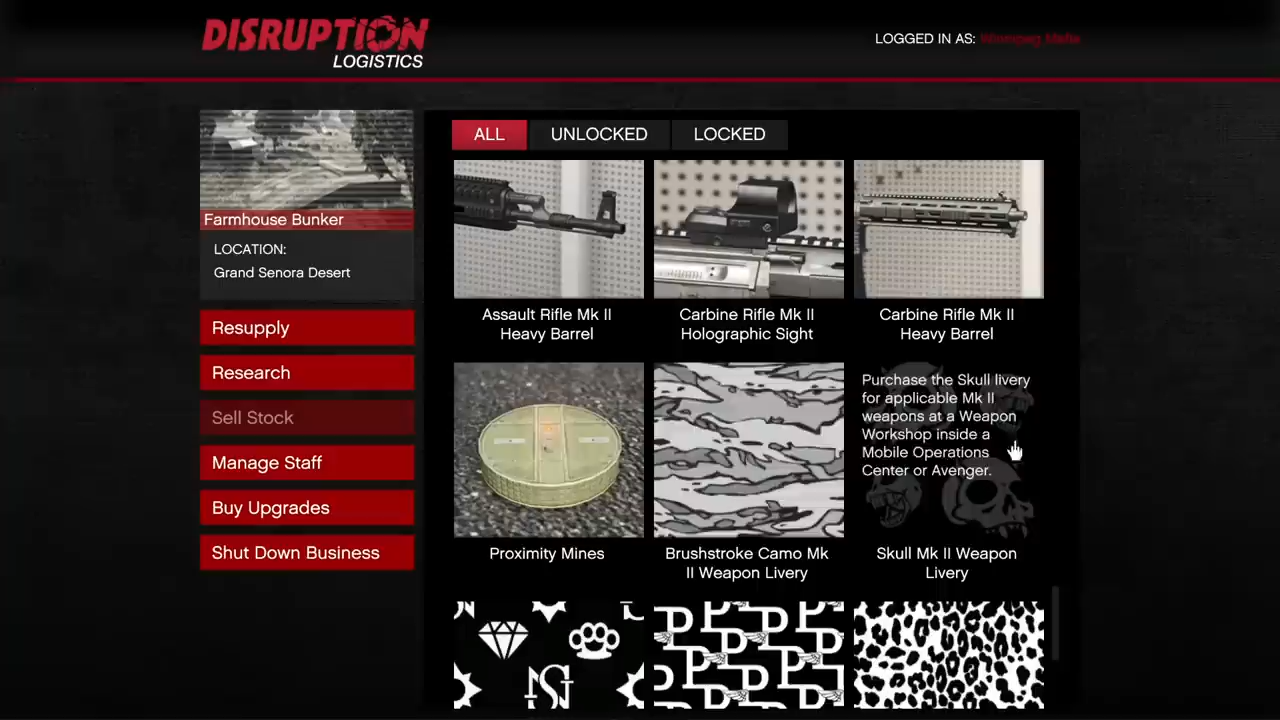 DISRUPTION
LOGISTICS
LOGGED IN AS: Winnipeg Mafia
Farmhouse Bunker
LOCATION:
Grand Senora Desert
Resupply
Research
Sell Stock
Manage Staff
Buy Upgrades
Shut Down Business
ALL
UNLOCKED
LOCKED
Assault Rifle Mk II
Heavy Barrel
Carbine Rifle Mk II
Holographic Sight
Carbine Rifle Mk II
Heavy Barrel
Purchase the Skull livery
for applicable Mk II
weapons at a Weapon
Workshop inside a
Mobile Operations
Center or Avenger.
Proximity Mines
Brushstroke Camo Mk
II Weapon Livery
Skull Mk II Weapon
Livery